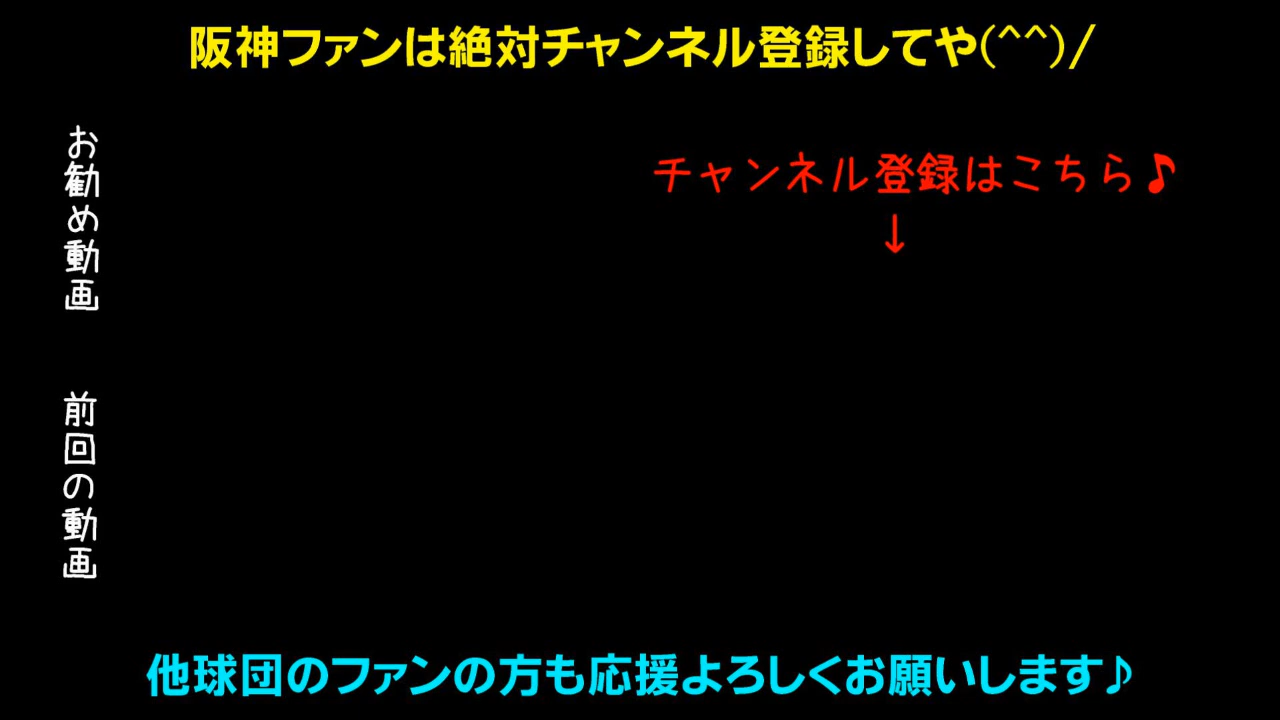 阪神ファンは絶対チャンネル登録してや(^^)/
お勧め動画
チャンネル登録はこちら♪
↓
前回の動画
他球団のファンの方も応援よろしくお願いします♪